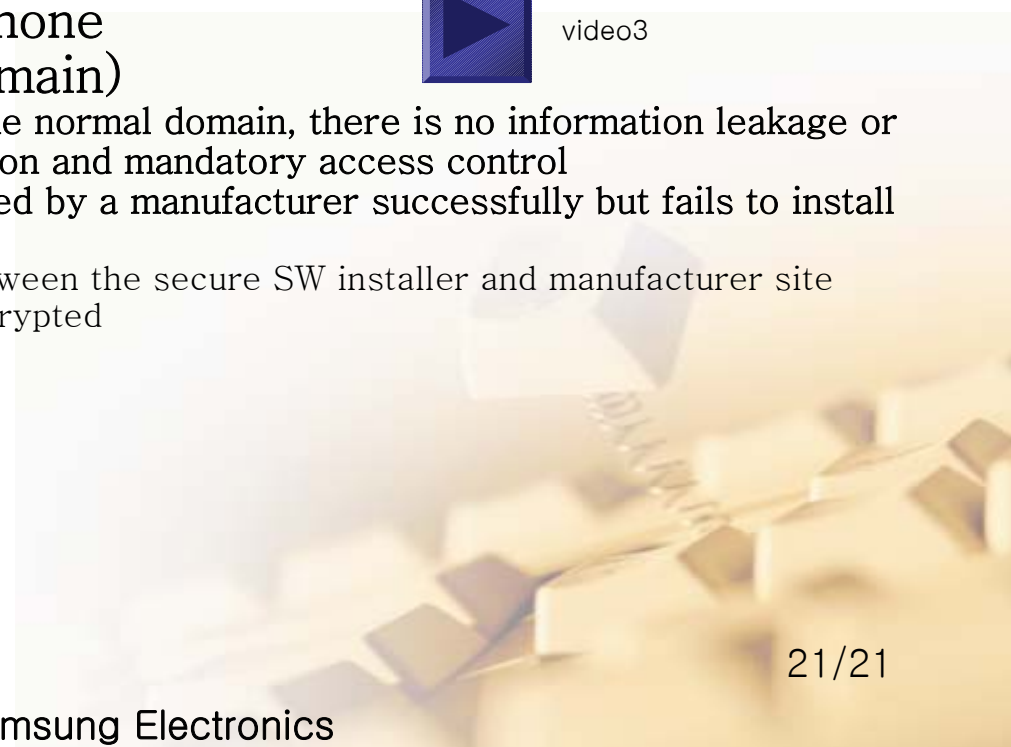 none
video3
main)
e normal domain, there is no information leakage or
on and mandatory access control
ed by a manufacturer successfully but fails to install
ween the secure SW installer and manufacturer site
rypted
21/21
msung Electronics